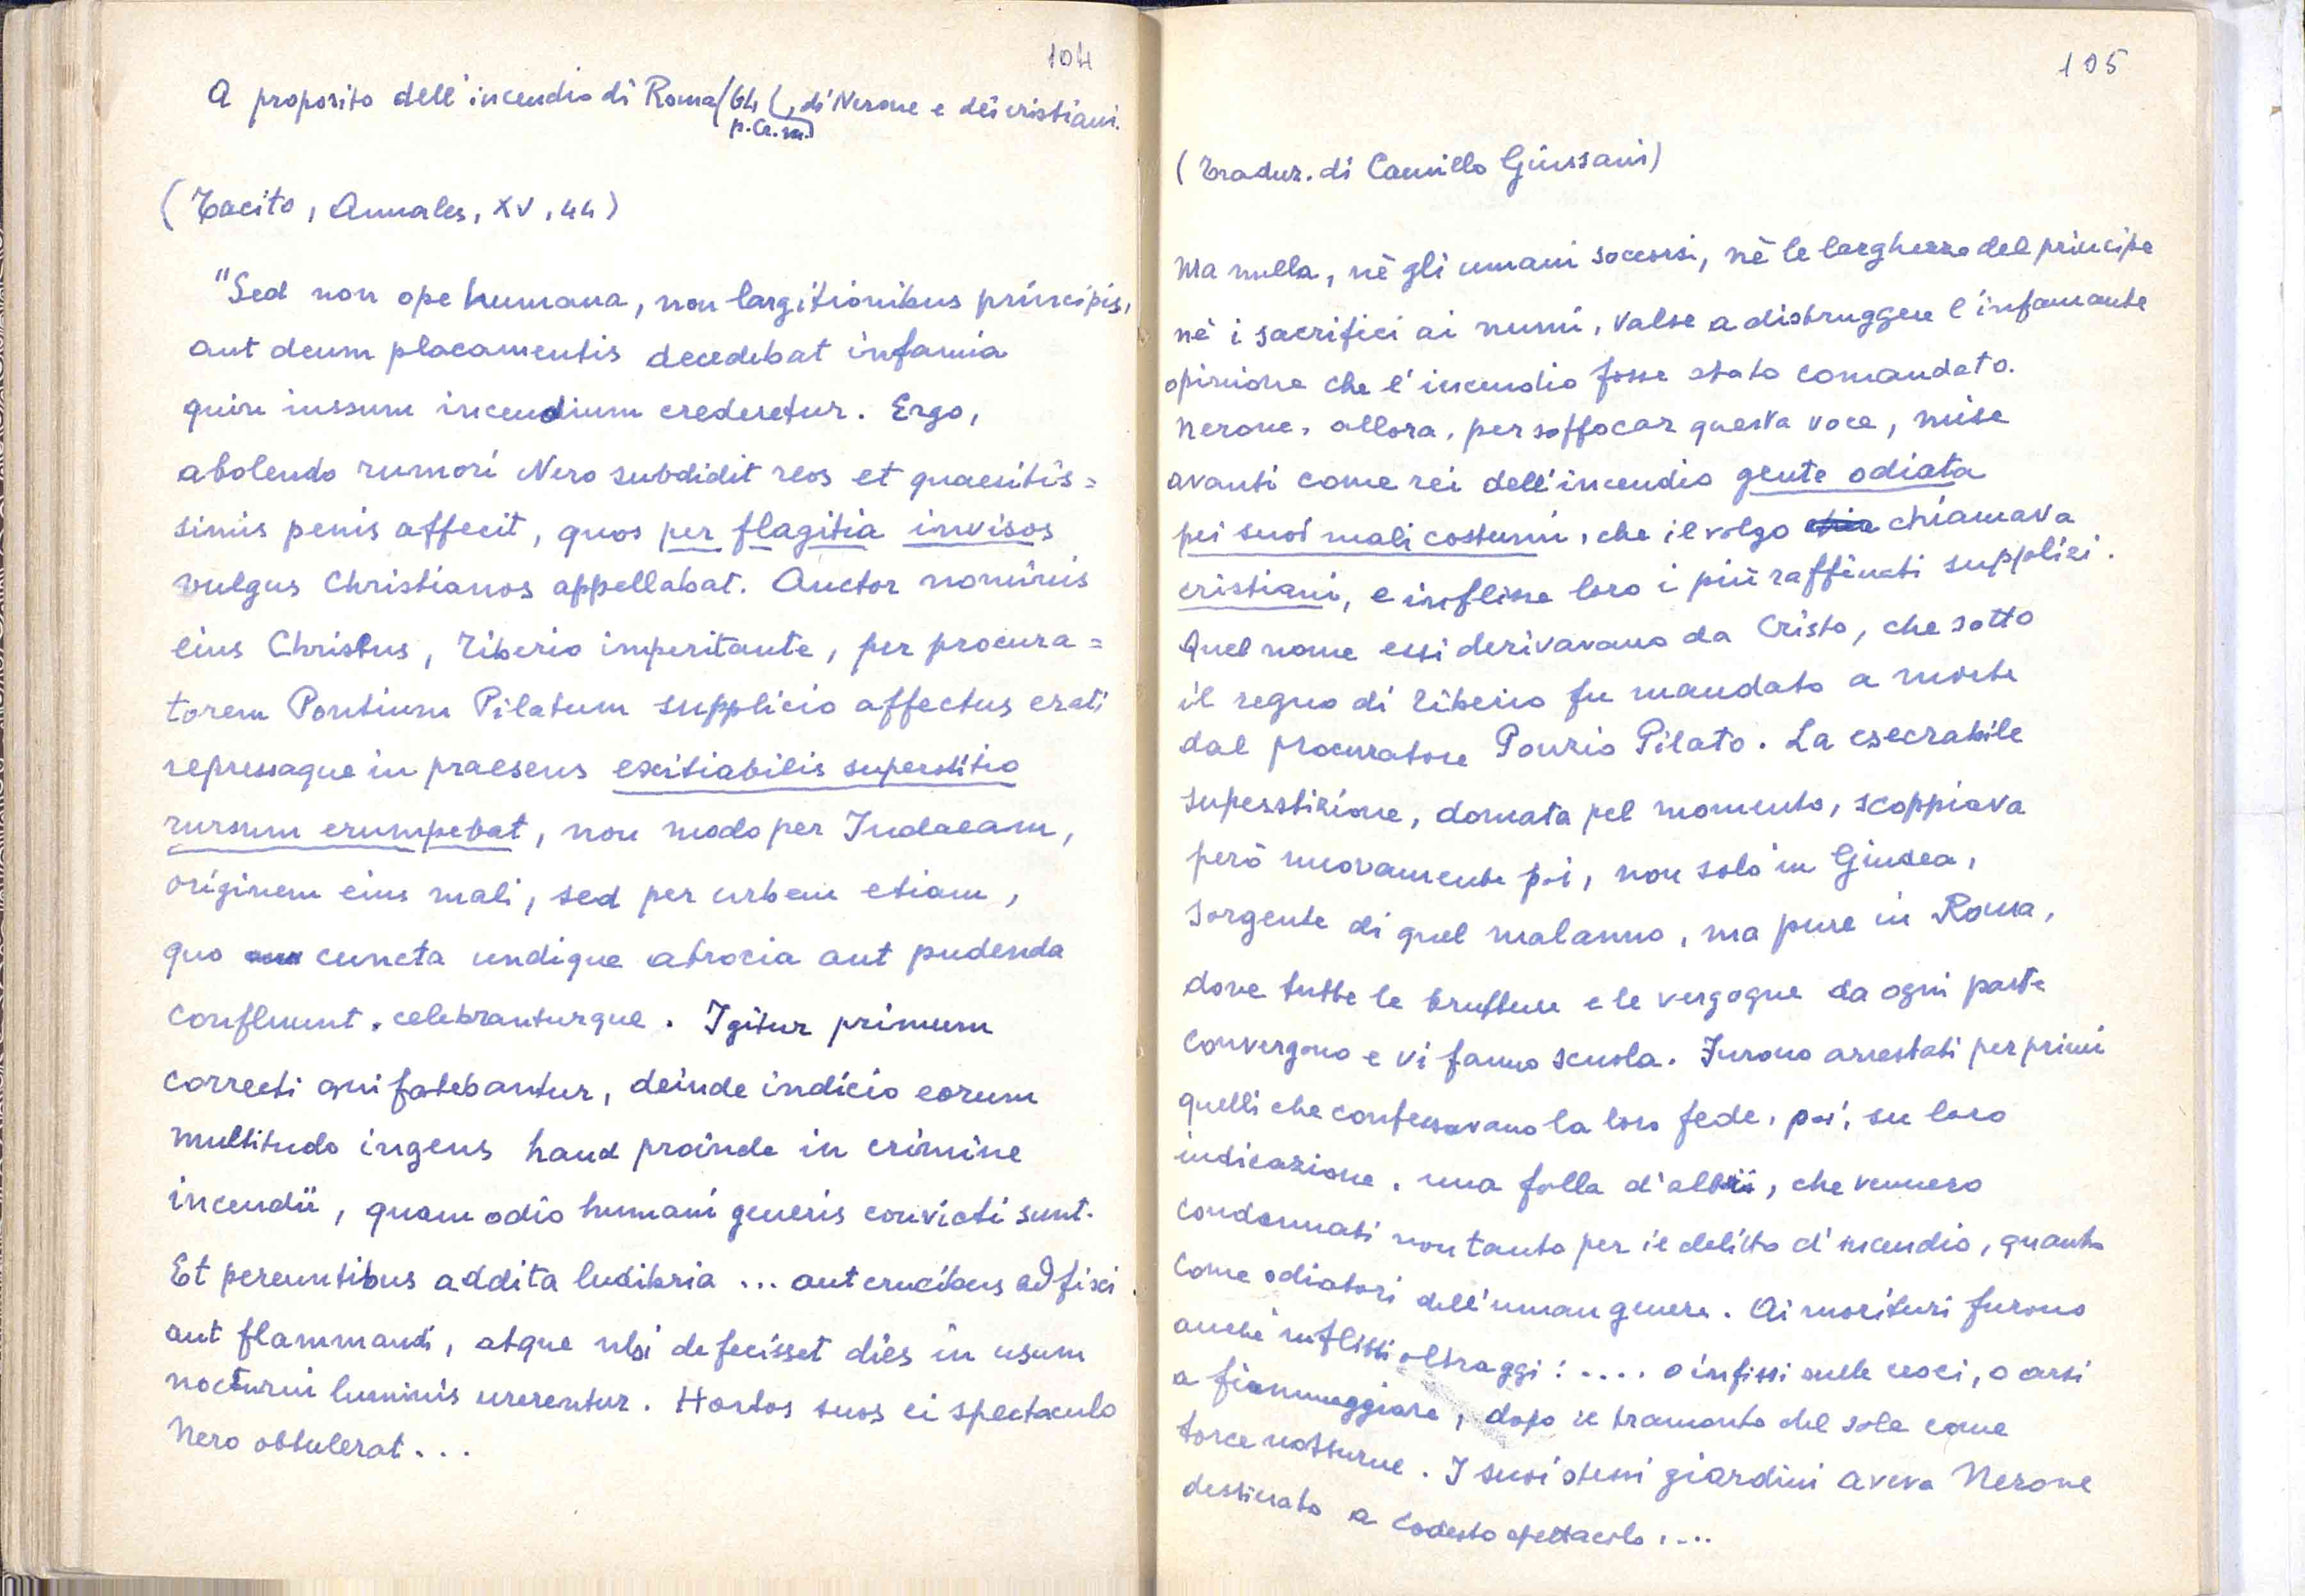 104
A proposito dell'incendio di Roma (64 p.C.m.), di Nerone e dei cristiani.
(Tacito, Annales, XV, 44)
"Sed non ope humana, non largitionibus principis,
aut deum placamentis decedebat infamia
quin iussum incendium crederetur. Ergo,
abolendo rumori Nero subdidit reos et quaesitis=
simis penis affecit, quos per flagitia invisos
vulgus Christianos appellabat. Auctor nominis
eius Christus, Tiberio imperitante, per procura=
torem Pontium Pilatum supplicio affectus erat;
repressaque in praesens exitiabilis superstitio
rursum erumpebat, non modo per Iudaeam,
originem eius mali, sed per urbem etiam,
quo cuncta undique atrocia aut pudenda
confluunt, celebranturque. Igitur primum
correcti qui fatebantur, deinde indicio eorum
multitudo ingens haud proinde in crimine
incendii, quam odio humani generis convicti sunt.
Et pereuntibus addita ludibria ... aut crucibus adfixi
aut flammandi, atque ubi defecisset dies in usum
nocturni luminis urerentur. Hortos suos ei spectaculo
Nero obtulerat...
105
(Traduz. di Camillo Giussani)
Ma nulla, nè gli umani soccorsi, nè le larghezze del principe
nè i sacrifici ai numi, valse a distruggere l'infamante
opinione che l'incendio fosse stato comandato.
Nerone, allora, per soffocar questa voce, mise
avanti come rei dell'incendio gente odiata
pei suoi mali costumi, che il volgo chiamava
cristiani, e inflisse loro i più raffinati supplizi.
Quel nome essi derivavano da Cristo, che sotto
il regno di Tiberio fu mandato a morte
dal procuratore Ponzio Pilato. La esecrabile
superstizione, domata pel momento, scoppiava
però nuovamente poi, non solo in Giudea,
sorgente di quel malanno, ma pure in Roma,
dove tutte le brutture e le vergogne da ogni parte
convergono e vi fanno scuola. Furono arrestati per primi
quelli che confessavano la loro fede, poi, su loro
indicazione, una folla d'altri, che vennero
condannati non tanto per il delitto d'incendio, quanto
come odiatori dell'uman genere. Ai morituri furono
anche inflitti oltraggi: .... o infissi sulle croci, o arsi
a fiammeggiare, dopo il tramonto del sole come
torce notturne. I suoi stessi giardini aveva Nerone
destinato a codesto spettacolo, ....